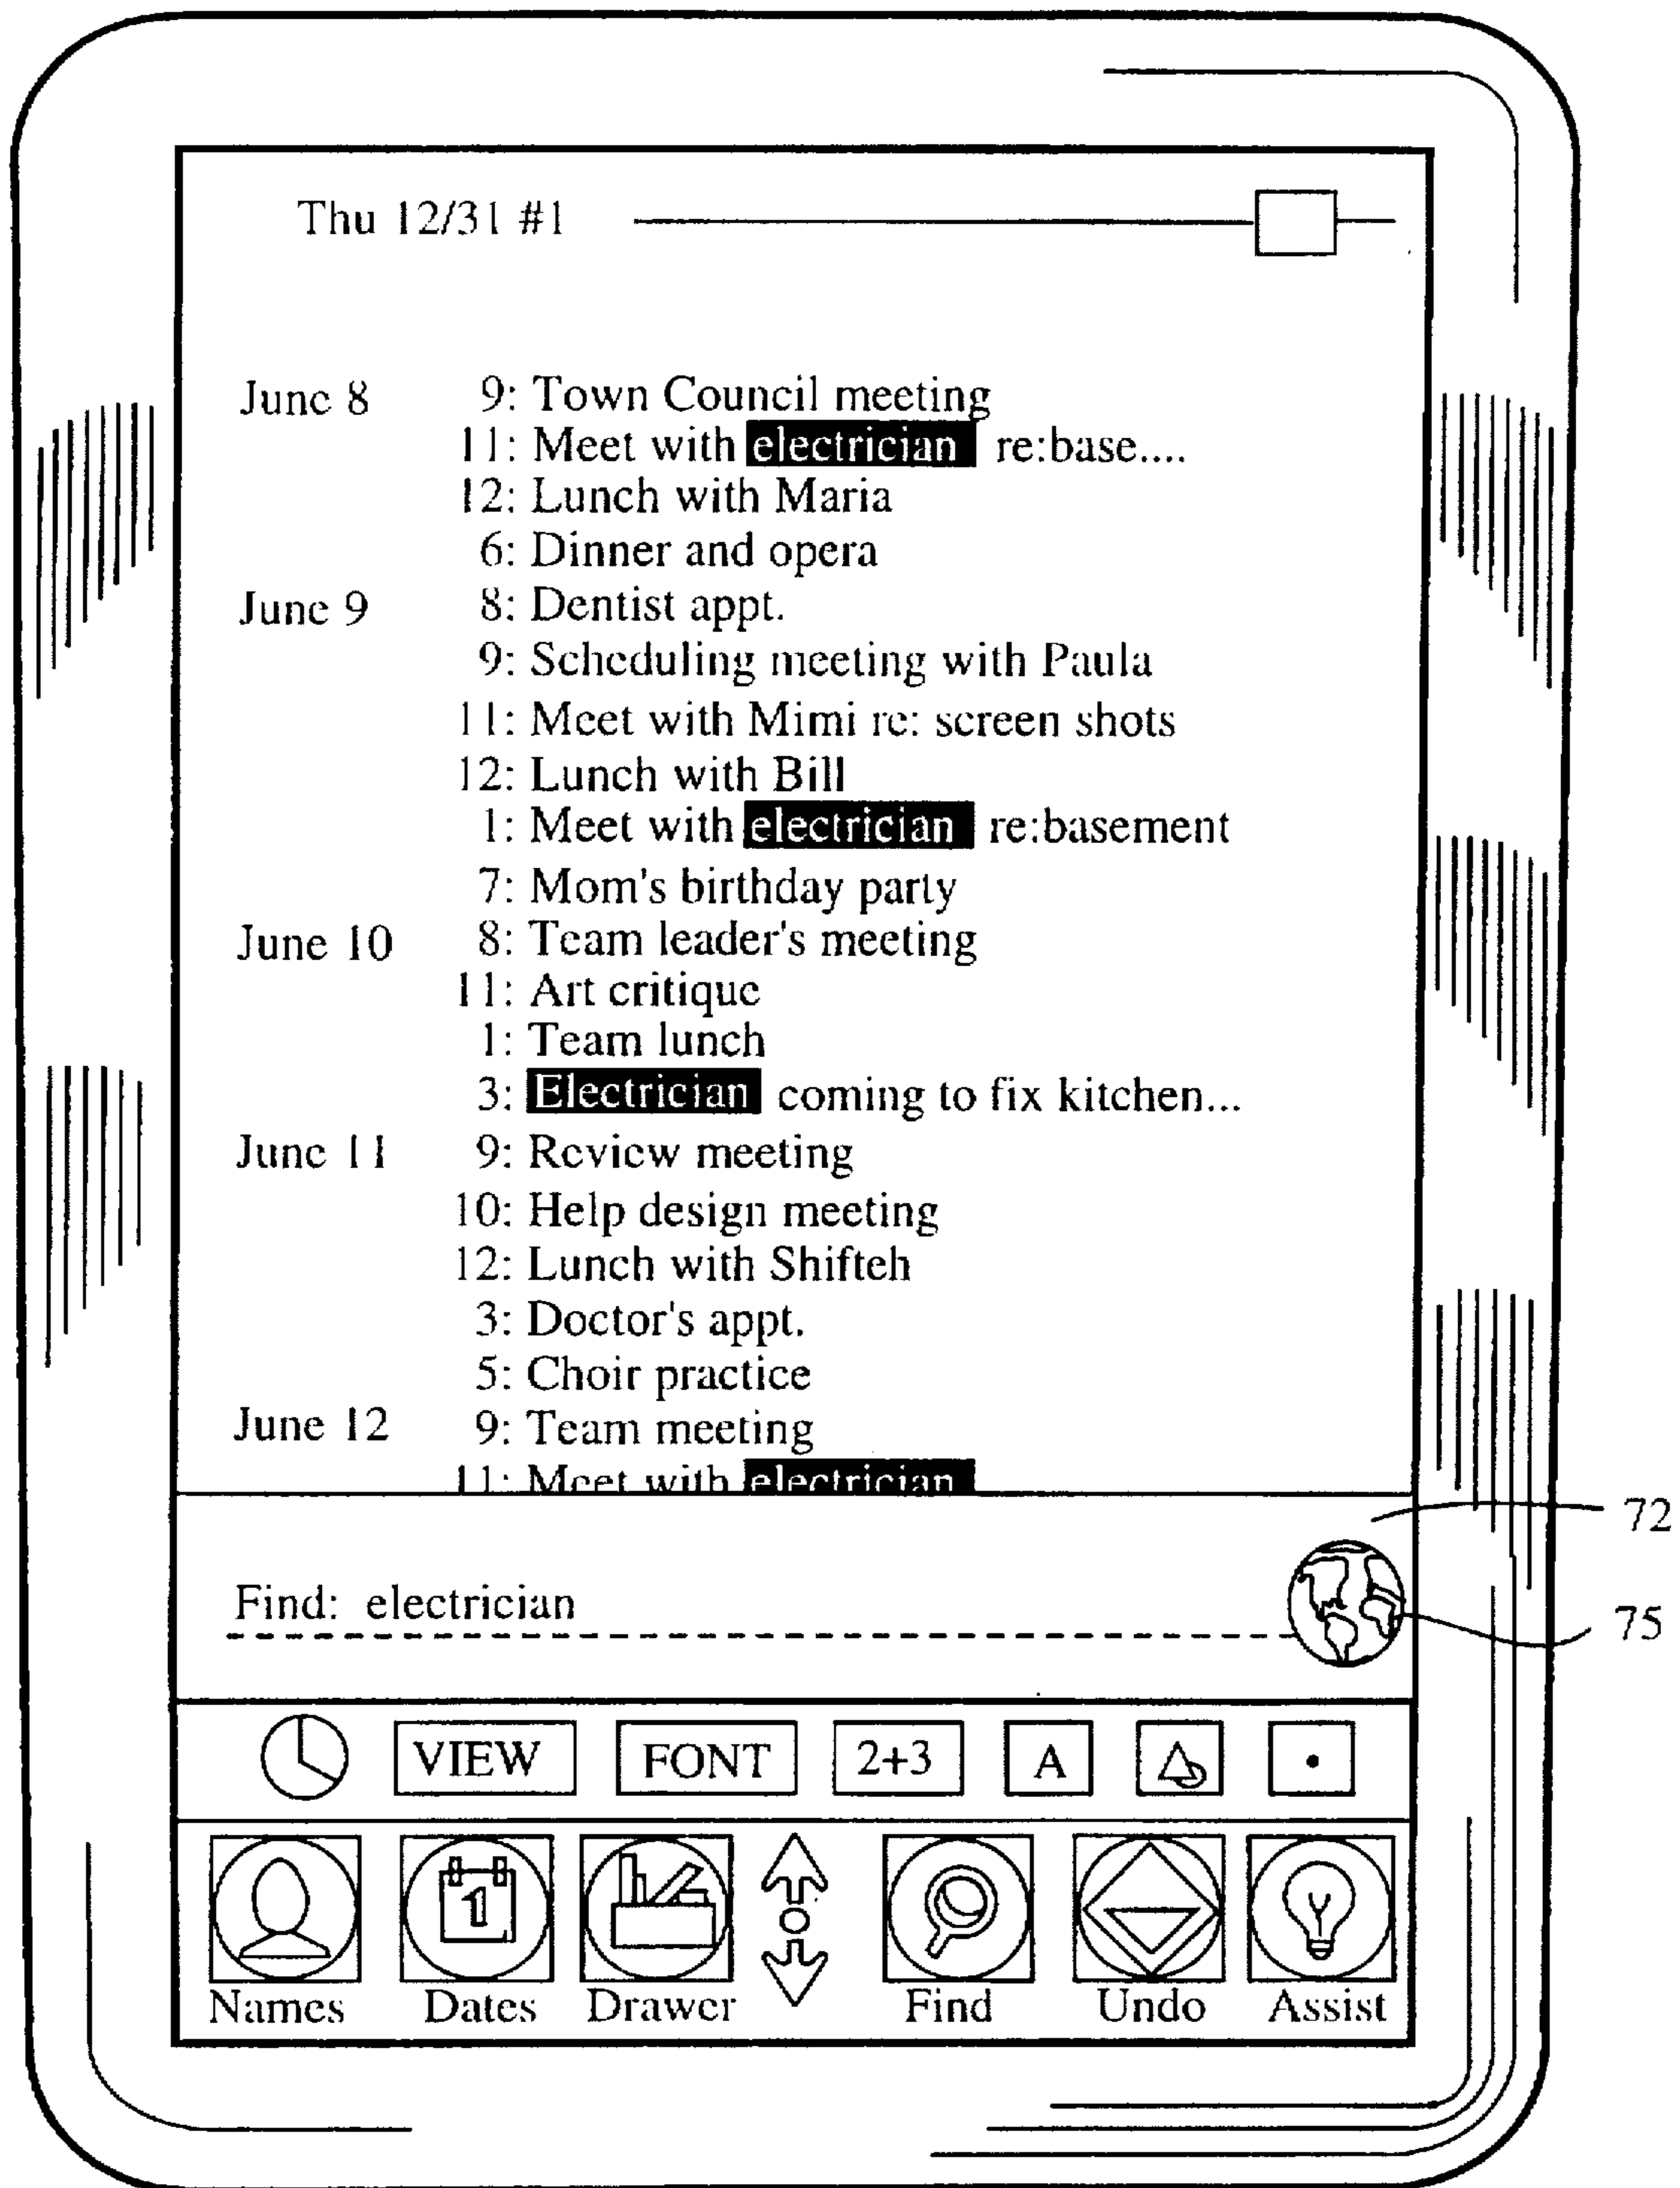 Thu 12/31 #1
June 8 9: Town Council meeting
11: Meet with electrician re:base....
12: Lunch with Maria
6: Dinner and opera
June 9 8: Dentist appt.
9: Scheduling meeting with Paula
11: Meet with Mimi re: screen shots
12: Lunch with Bill
1: Meet with electrician re:basement
7: Mom's birthday party
June 10 8: Team leader's meeting
11: Art critique
1: Team lunch
3: Electrician coming to fix kitchen...
June 11 9: Review meeting
10: Help design meeting
12: Lunch with Shifteh
3: Doctor's appt.
5: Choir practice
June 12 9: Team meeting
11: Meet with electrician
72
Find: electrician
75
VIEW FONT 2+3 A
1
Names Dates Drawer Find Undo Assist